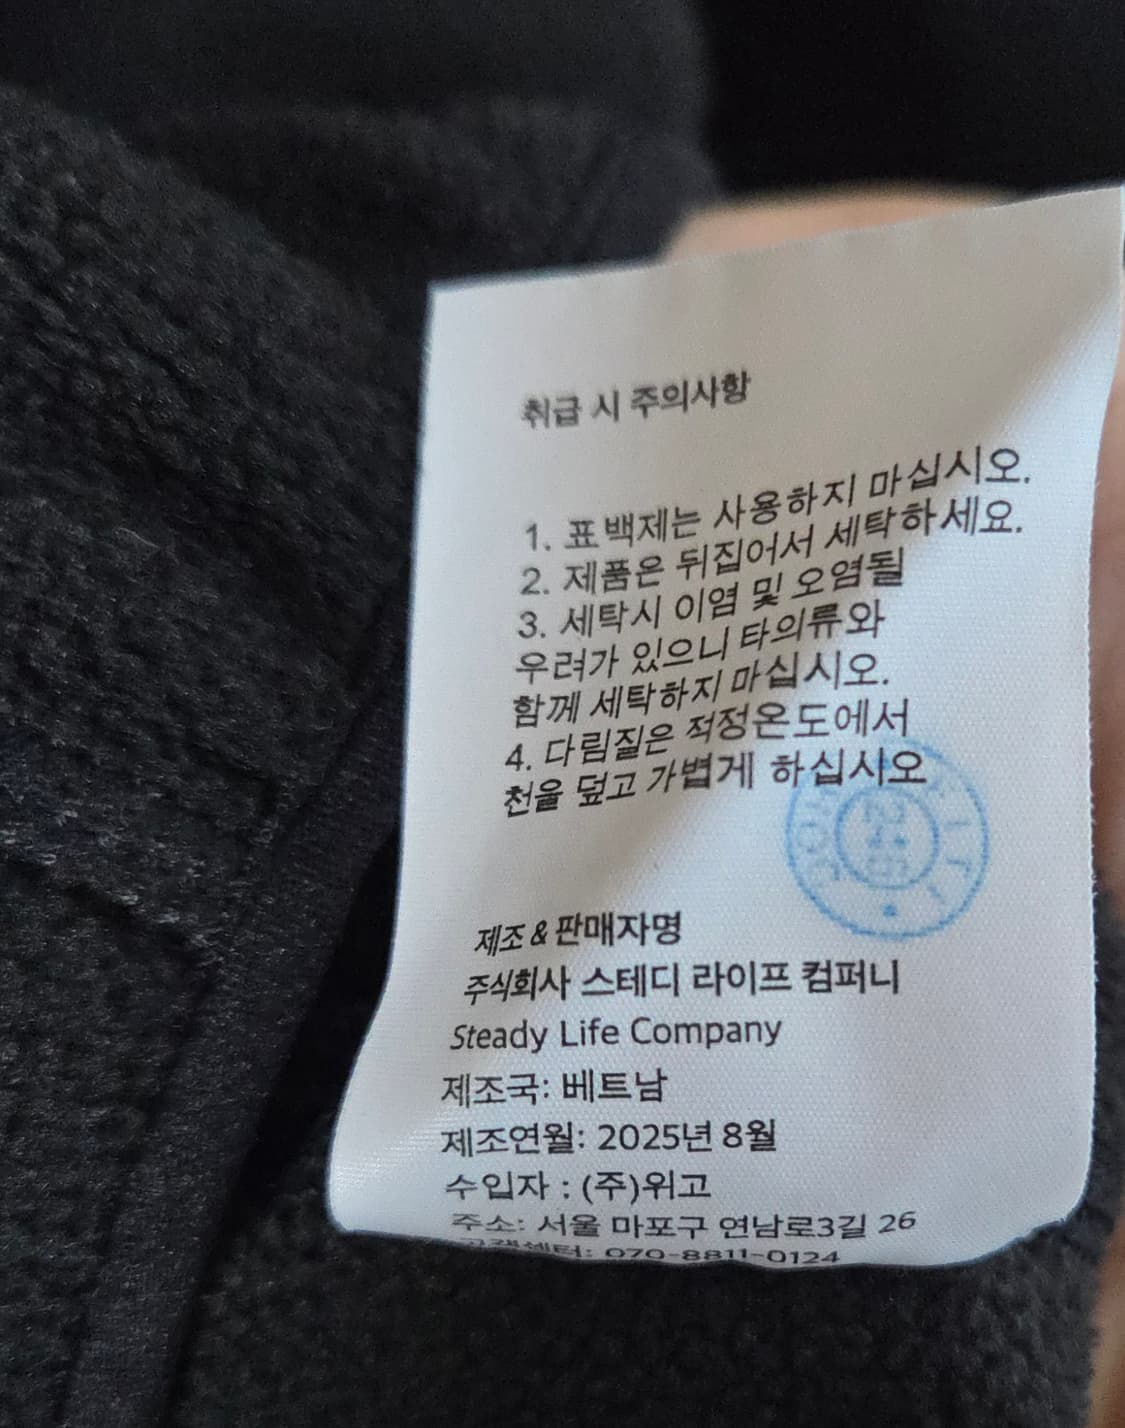 취급 시 주의사항
1. 표백제는 사용하지 마십시오.
2. 제품은 뒤집어서 세탁하세요.
3. 세탁시 이염 및 오염될
우려가 있으니 타의류와
함께 세탁하지 마십시오.
4. 다림질은 적정온도에서
천을 덮고 가볍게 하십시오
제조 & 판매자명
주식회사 스테디 라이프 컴퍼니
Steady Life Company
제조국: 베트남
제조연월: 2025년 8월
수입자 : (주)위고
주소: 서울 마포구 연남로3길 26
고객센터: 070-8811-0124